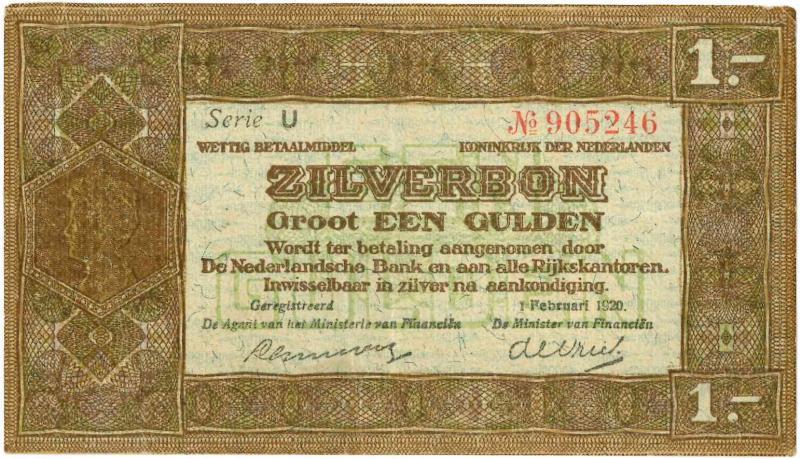 1.-
Serie U
№ 905246
WETTIG BETAALMIDDEL
KONINKRIJK DER NEDERLANDEN
ZILVERBON
Groot EEN GULDEN
Wordt ter betaling aangenomen door
De Nederlandsche Bank en aan alle Rijkskantoren.
Inwisselbaar in zilver na aankondiging.
Geregistreerd
1 Februari 1920.
De Agent van het Ministerie van Financiën
De Minister van Financiën
1.-